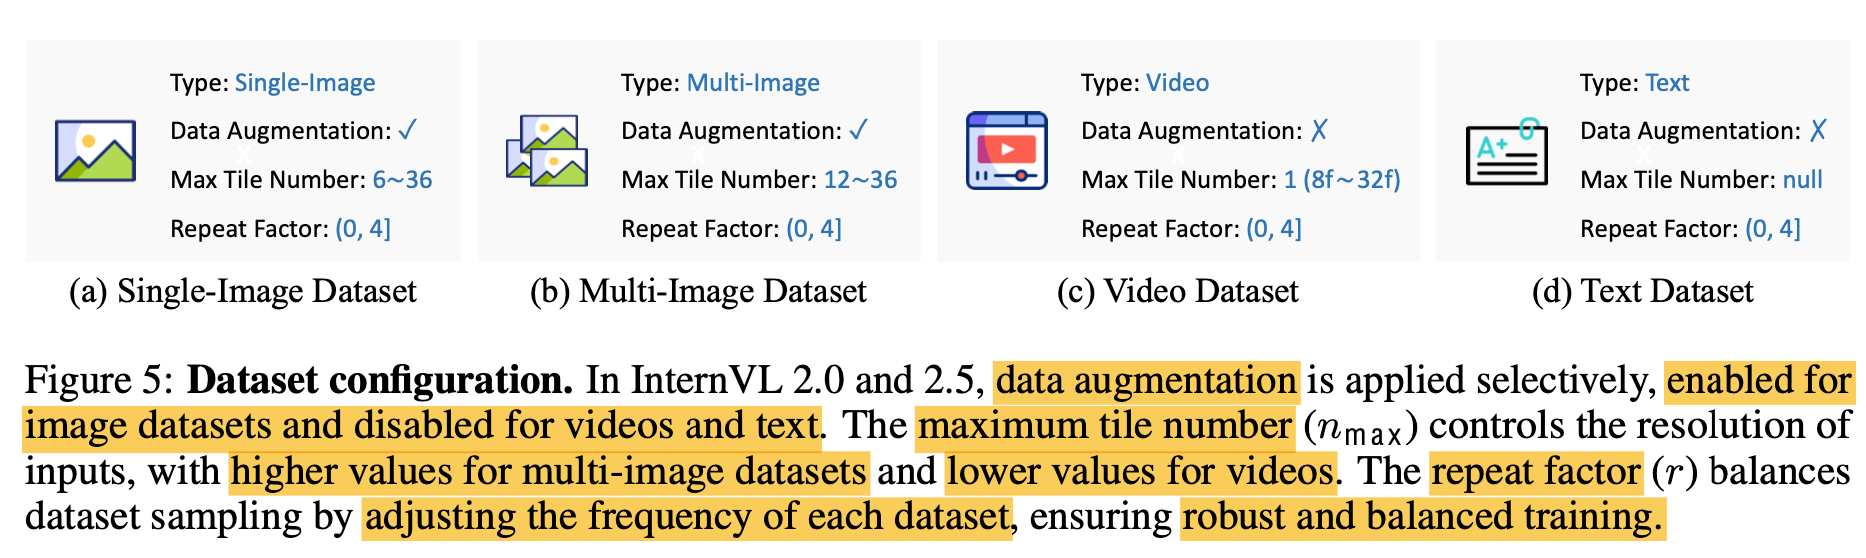 Type: Single-Image
Data Augmentation: ✓
Max Tile Number: 6~36
Repeat Factor: (0, 4]
(a) Single-Image Dataset
Type: Multi-Image
Data Augmentation: ✓
Max Tile Number: 12~36
Repeat Factor: (0, 4]
(b) Multi-Image Dataset
Type: Video
Data Augmentation: ✗
Max Tile Number: 1 (8f~32f)
Repeat Factor: (0, 4]
(c) Video Dataset
A+
Type: Text
Data Augmentation: ✗
Max Tile Number: null
Repeat Factor: (0, 4]
(d) Text Dataset
Figure 5: Dataset configuration. In InternVL 2.0 and 2.5, data augmentation is applied selectively, enabled for
image datasets and disabled for videos and text. The maximum tile number (n_max) controls the resolution of
inputs, with higher values for multi-image datasets and lower values for videos. The repeat factor (r) balances
dataset sampling by adjusting the frequency of each dataset, ensuring robust and balanced training.